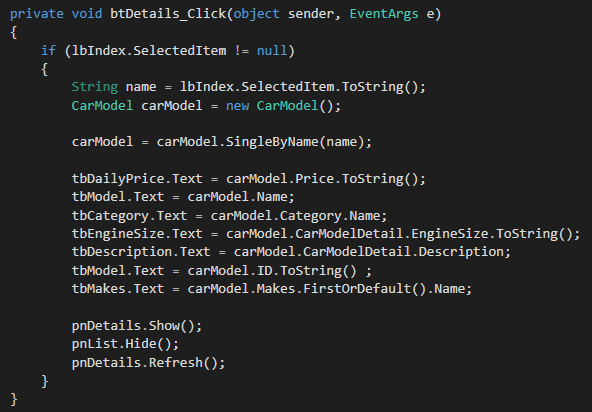 private void btDetails_Click(object sender, EventArgs e)
{
if (lbIndex.SelectedItem != null)
{
String name = lbIndex.SelectedItem.ToString();
CarModel carModel = new CarModel();
carModel = carModel.SingleByName(name);
tbDailyPrice.Text = carModel.Price.ToString();
tbModel.Text = carModel.Name;
tbCategory.Text = carModel.Category.Name;
tbEngineSize.Text = carModel.CarModelDetail.EngineSize.ToString();
tbDescription.Text = carModel.CarModelDetail.Description;
tbModel.Text = carModel.ID.ToString() ;
tbMakes.Text = carModel.Makes.FirstOrDefault().Name;
pnDetails.Show();
pnList.Hide();
pnDetails.Refresh();
}
}